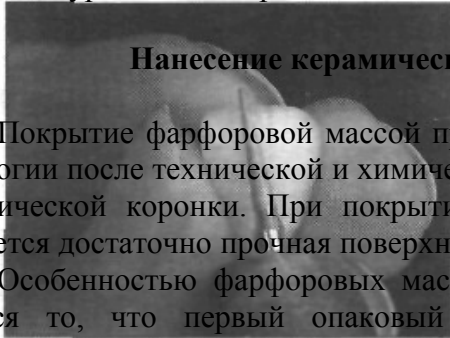 Нанесение керамическ
Покрытие фарфоровой массой п
огии после технической и химиче
ической коронки. При покрыти
ется достаточно прочная поверхн
Особенностью фарфоровых мас
ся то, что первый опаковый